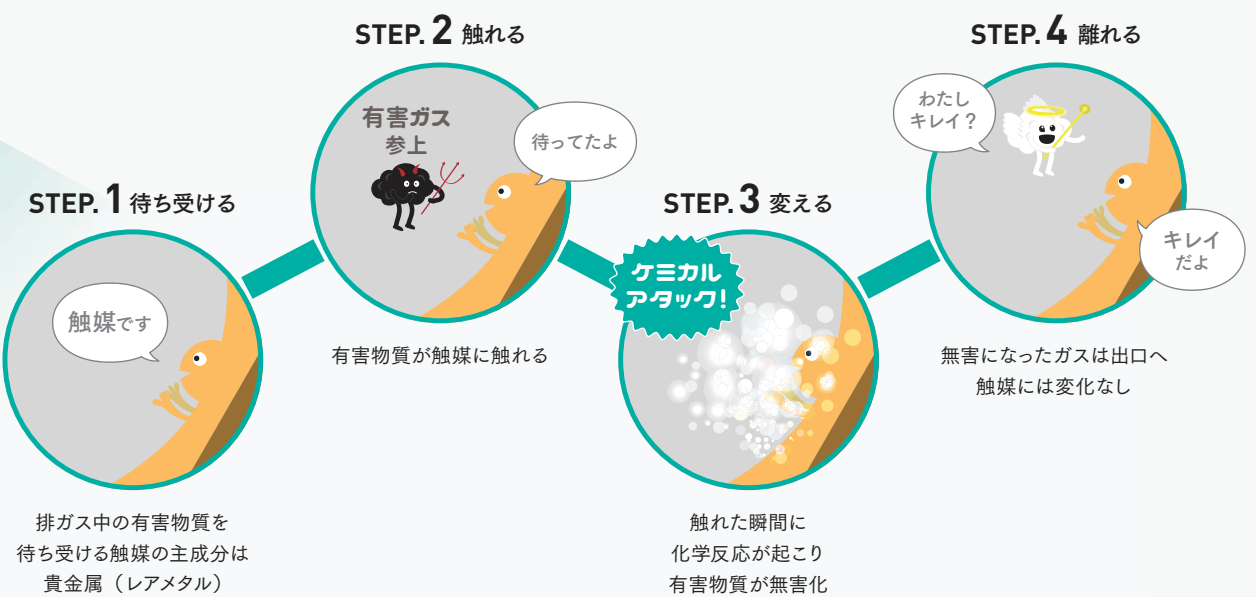 STEP. 1 待ち受ける
触媒です
排ガス中の有害物質を
待ち受ける触媒の主成分は
貴金属（レアメタル）
STEP. 2 触れる
有害ガス
参上
待ってたよ
有害物質が触媒に触れる
STEP. 3 変える
ケミカル
アタック!
触れた瞬間に
化学反応が起こり
有害物質が無害化
STEP. 4 離れる
わたし
キレイ？
キレイ
だよ
無害になったガスは出口へ
触媒には変化なし